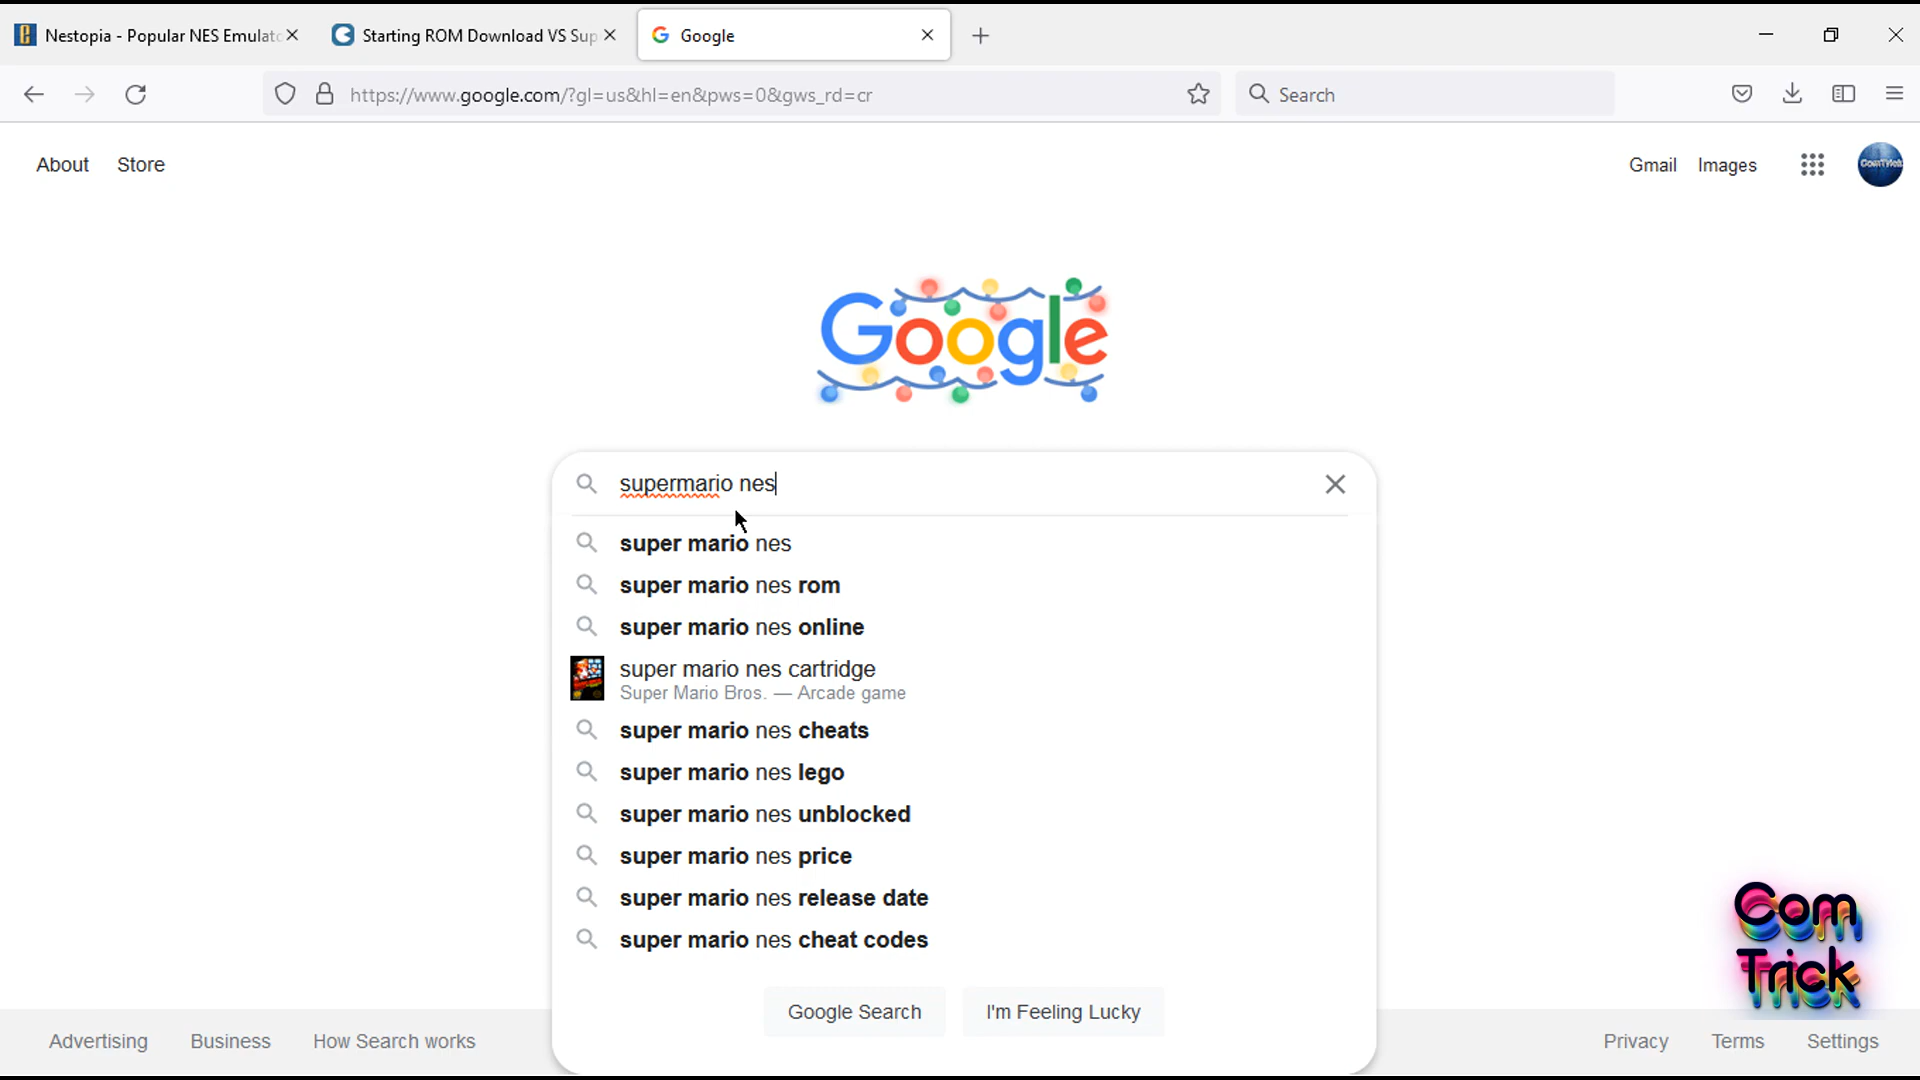 Nestopia - Popular NES Emulato
Starting ROM Download VS Sup
Google
https://www.google.com/?gl=us&hl=en&pws=0&gws_rd=cr
Search
About Store
Gmail Images
ComTrick
Google
supermario nes
super mario nes
super mario nes rom
super mario nes online
super mario nes cartridge
Super Mario Bros. — Arcade game
super mario nes cheats
super mario nes lego
super mario nes unblocked
super mario nes price
super mario nes release date
super mario nes cheat codes
Google Search I'm Feeling Lucky
Com
Trick
Advertising Business How Search works
Privacy Terms Settings